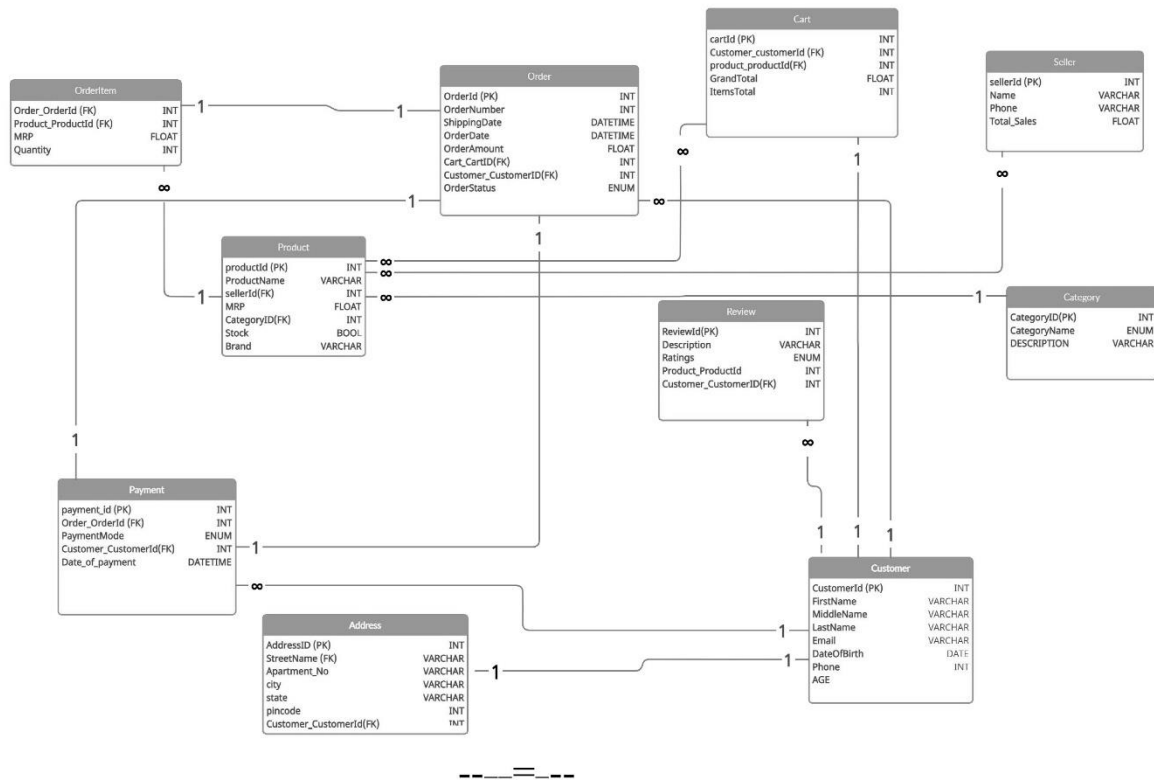 Cart
cartId (PK) INT
Customer_customerId (FK) INT
product_productId(FK) INT
GrandTotal FLOAT
ItemsTotal INT
Seller
sellerId (PK) INT
Name VARCHAR
Phone VARCHAR
Total_Sales FLOAT
Order
OrderId (PK) INT
OrderNumber INT
ShippingDate DATETIME
OrderDate DATETIME
OrderAmount FLOAT
Cart_CartID(FK) INT
Customer_CustomerID(FK) INT
OrderStatus ENUM
OrderItem
Order_OrderId (FK) INT
Product_ProductId (FK) INT
MRP FLOAT
Quantity INT
1 1
∞ 1 ∞
∞ 1 1 ∞
1
Product
productId (PK) INT
ProductName VARCHAR
sellerId(FK) INT
MRP FLOAT
CategoryID(FK) INT
Stock BOOL
Brand VARCHAR
∞
∞
1 ∞ 1
Category
CategoryID(PK) INT
CategoryName ENUM
DESCRIPTION VARCHAR
Review
ReviewId(PK) INT
Description VARCHAR
Ratings ENUM
Product_ProductId INT
Customer_CustomerID(FK) INT
1 ∞
Payment
payment_id (PK) INT
Order_OrderId (FK) INT
PaymentMode ENUM
Customer_CustomerId(FK) INT
Date_of_payment DATETIME
1 1 1 1
∞ 1
Customer
CustomerId (PK) INT
FirstName VARCHAR
MiddleName VARCHAR
LastName VARCHAR
Email VARCHAR
DateOfBirth DATE
Phone INT
AGE
Address
AddressID (PK) INT
StreetName (FK) VARCHAR
Apartment_No VARCHAR
city VARCHAR
state VARCHAR
pincode INT
Customer_CustomerId(FK) INT
1 1